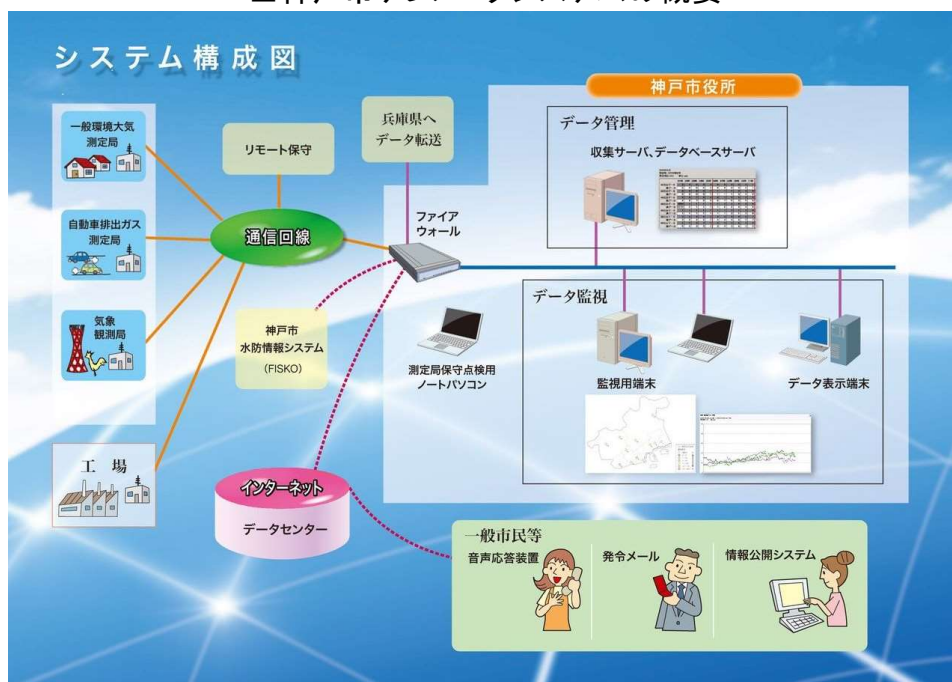 システム構成図
神戸市役所
一般環境大気
測定局
リモート保守
兵庫県へ
データ転送
データ管理
収集サーバ、データベースサーバ
自動車排出ガス
測定局
通信回線
ファイア
ウォール
気象
観測局
神戸市
水防情報システム
(FISKO)
測定局保守点検用
ノートパソコン
データ監視
監視用端末
データ表示端末
工場
インターネット
データセンター
一般市民等
音声応答装置
発令メール
情報公開システム